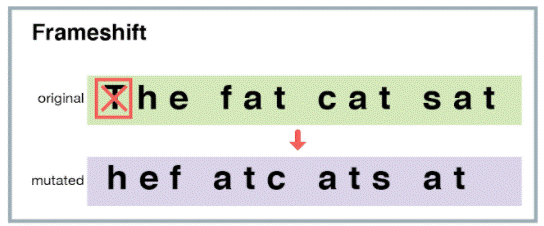 Frameshift
original The fat cat sat
mutated hef atc ats at